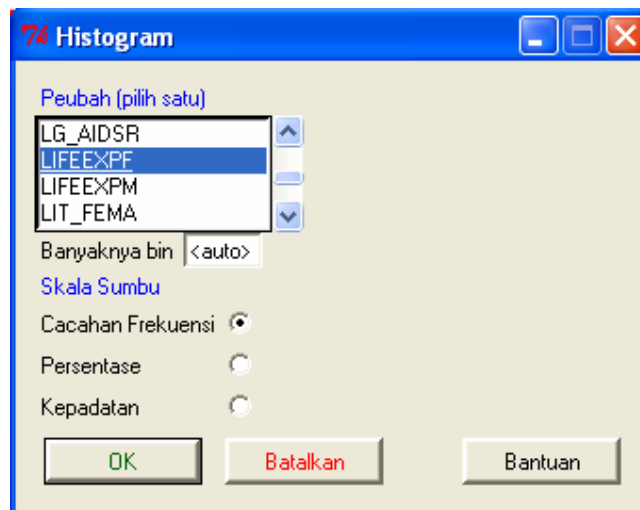 7% Histogram
Peubah (pilih satu)
LG_AIDSR
LIFEEXPF
LIFEEXPM
LIT_FEMA
Banyaknya bin <auto>
Skala Sumbu
Cacahan Frekuensi
Persentase
Kepadatan
OK Batalkan Bantuan